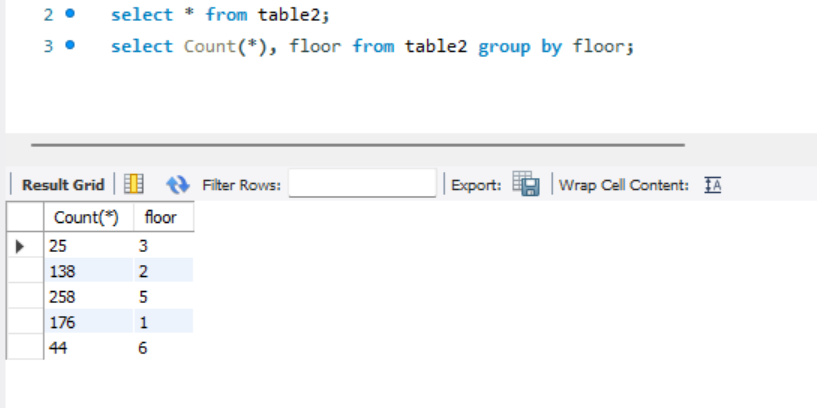 2 select * from table2;
3 select Count(*), floor from table2 group by floor;
Result Grid Filter Rows: Export: Wrap Cell Content: IA
Count(*) floor
25 3
138 2
258 5
176 1
44 6